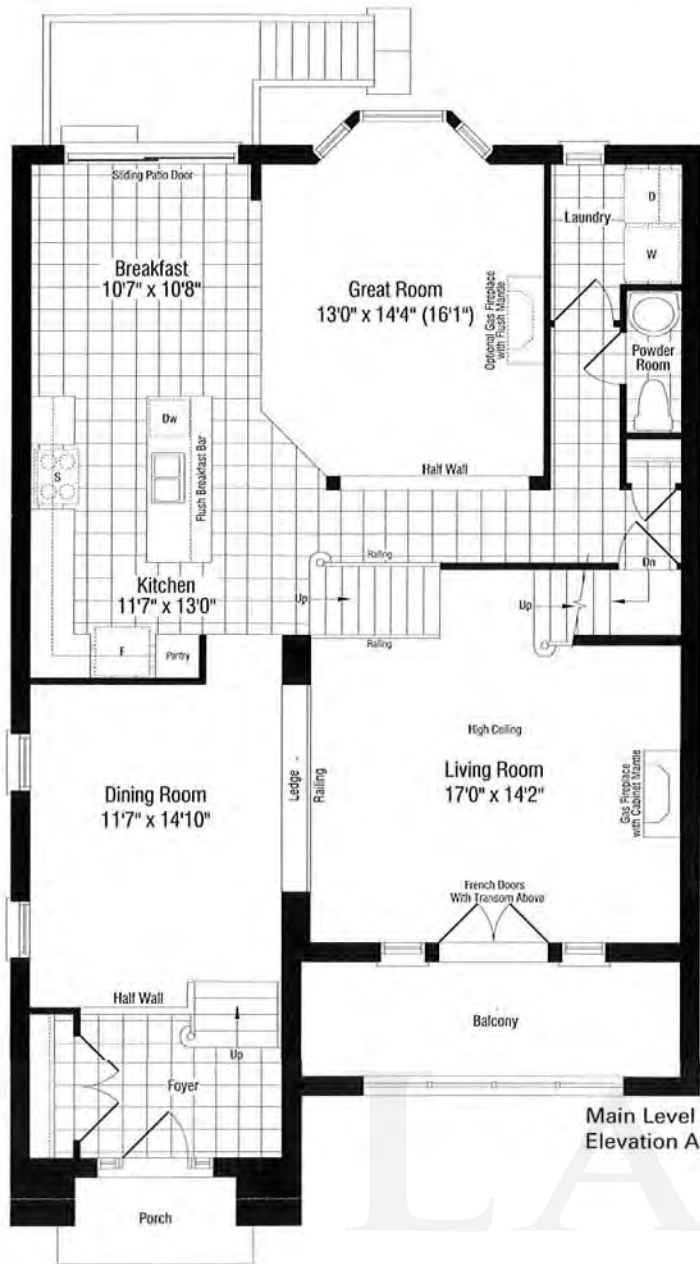 Sliding Patio Door
Breakfast
10'7" x 10'8"
Great Room
13'0" x 14'4" (16'1")
Optional Gas Fireplace
with Flush Mantle
Laundry
D
W
Powder
Room
S
Dw
Flush Breakfast Bar
Half Wall
Kitchen
11'7" x 13'0"
F
Pantry
Railing
Up
Railing
Up
Dn
Dining Room
11'7" x 14'10"
Ledge -
Railing
High Ceiling
Living Room
17'0" x 14'2"
Gas Fireplace
with Cabinet Mantle
French Doors
With Transom Above
Half Wall
Up
Foyer
Balcony
Porch
Main Level
Elevation A
LA